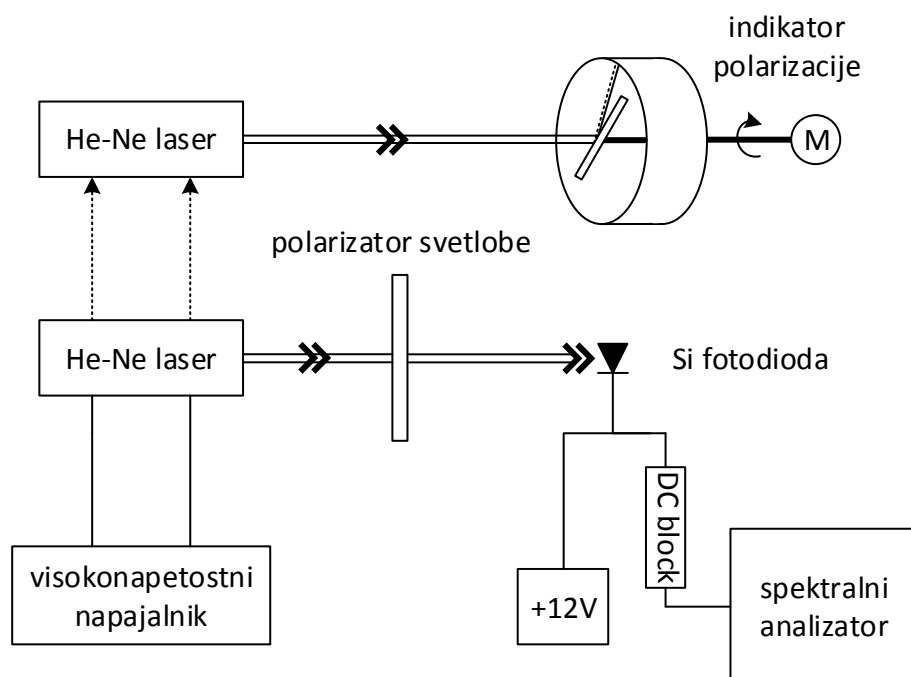 indikator
polarizacije
He-Ne laser
M
polarizator svetlobe
He-Ne laser
Si fotodioda
DC block
visokonapetostni
napajalnik
+12V
spektralni
analizator